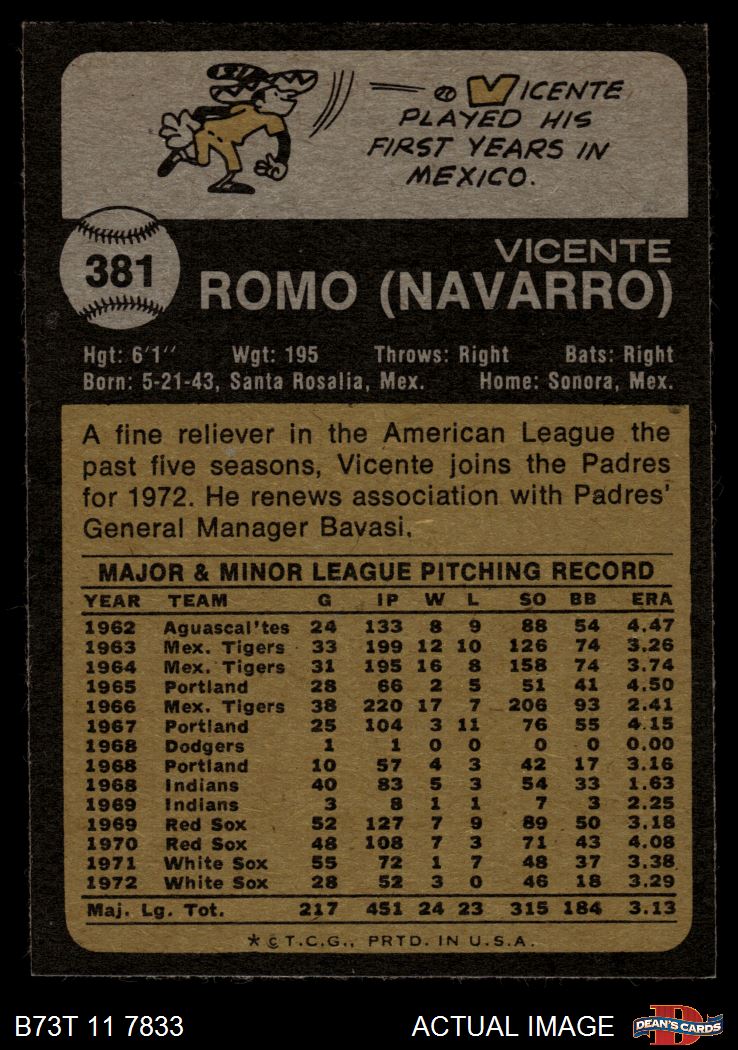 VICENTE
PLAYED HIS
FIRST YEARS IN
MEXICO.
381
VICENTE
ROMO (NAVARRO)
Hgt: 6'1" Wgt: 195 Throws: Right Bats: Right
Born: 5-21-43, Santa Rosalia, Mex. Home: Sonora, Mex.
A fine reliever in the American League the
past five seasons, Vicente joins the Padres
for 1972. He renews association with Padres'
General Manager Bavasi.
MAJOR & MINOR LEAGUE PITCHING RECORD
YEAR TEAM G IP W L SO BB ERA
1962 Aguascal'tes 24 133 8 9 88 54 4.47
1963 Mex. Tigers 33 199 12 10 126 74 3.26
1964 Mex. Tigers 31 195 16 8 158 74 3.74
1965 Portland 28 66 2 5 51 41 4.50
1966 Mex. Tigers 38 220 17 7 206 93 2.41
1967 Portland 25 104 3 11 76 55 4.15
1968 Dodgers 1 1 0 0 0 0 0.00
1968 Portland 10 57 4 3 42 17 3.16
1968 Indians 40 83 5 3 54 33 1.63
1969 Indians 3 8 1 1 7 3 2.25
1969 Red Sox 52 127 7 9 89 50 3.18
1970 Red Sox 48 108 7 3 71 43 4.08
1971 White Sox 55 72 1 7 48 37 3.38
1972 White Sox 28 52 3 0 46 18 3.29
Maj. Lg. Tot. 217 451 24 23 315 184 3.13
* © T.C.G., PRTD. IN U.S.A.
B73T 11 7833 ACTUAL IMAGE DEAN'S CARDS